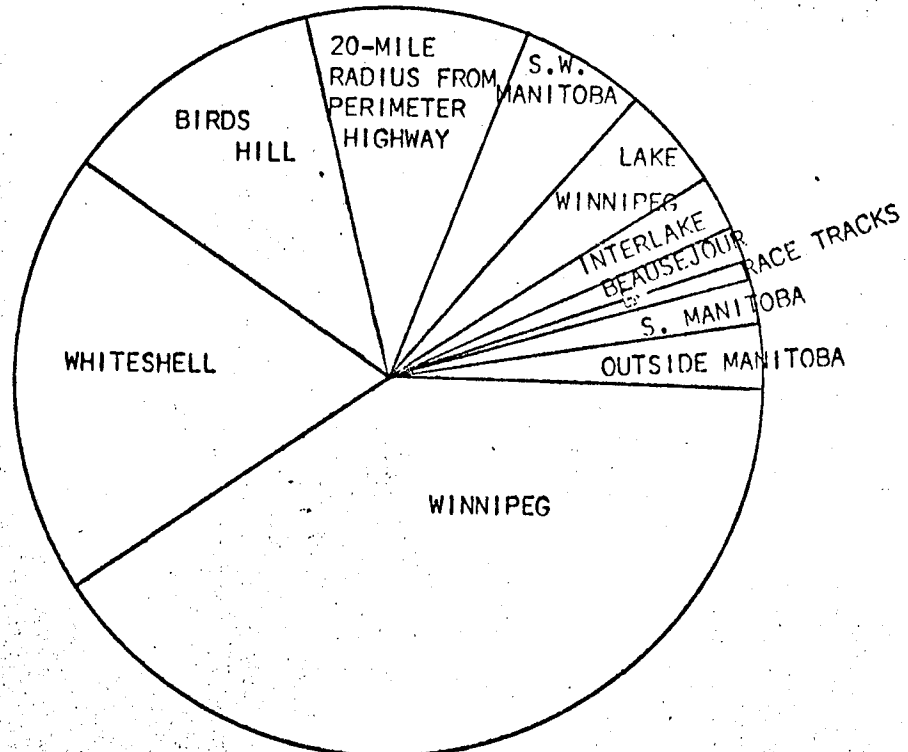 20-MILE
RADIUS FROM
PERIMETER
HIGHWAY
S.W.
MANITOBA
BIRDS
HILL
LAKE
WINNIPEG
INTERLAKE
BEAUSEJOUR
RACE TRACKS
S. MANITOBA
OUTSIDE MANITOBA
WHITESHELL
WINNIPEG